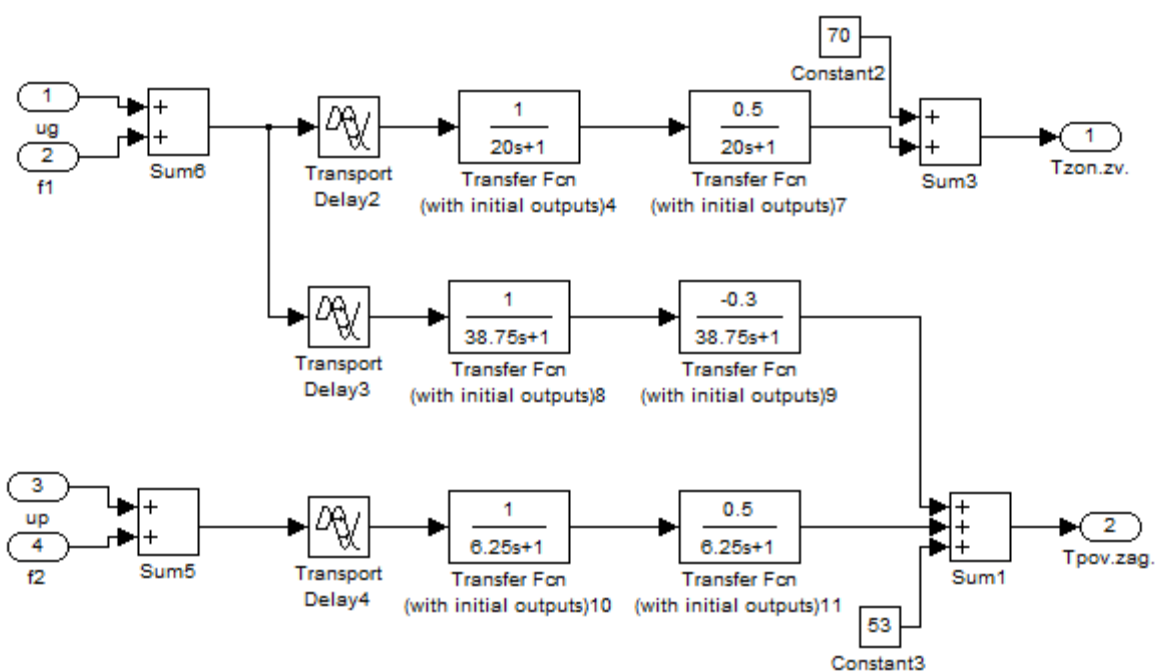 70
Constant2
1
ug
2
f1
+
+
Sum6
Transport
Delay2
1
20s+1
Transfer Fcn
(with initial outputs)4
0.5
20s+1
Transfer Fcn
(with initial outputs)7
+
+
Sum3
1
Tzon.zv.
Transport
Delay3
1
38.75s+1
Transfer Fcn
(with initial outputs)8
-0.3
38.75s+1
Transfer Fcn
(with initial outputs)9
3
up
4
f2
+
+
Sum5
Transport
Delay4
1
6.25s+1
Transfer Fcn
(with initial outputs)10
0.5
6.25s+1
Transfer Fcn
(with initial outputs)11
+
+
+
Sum1
2
Tpov.zag.
53
Constant3